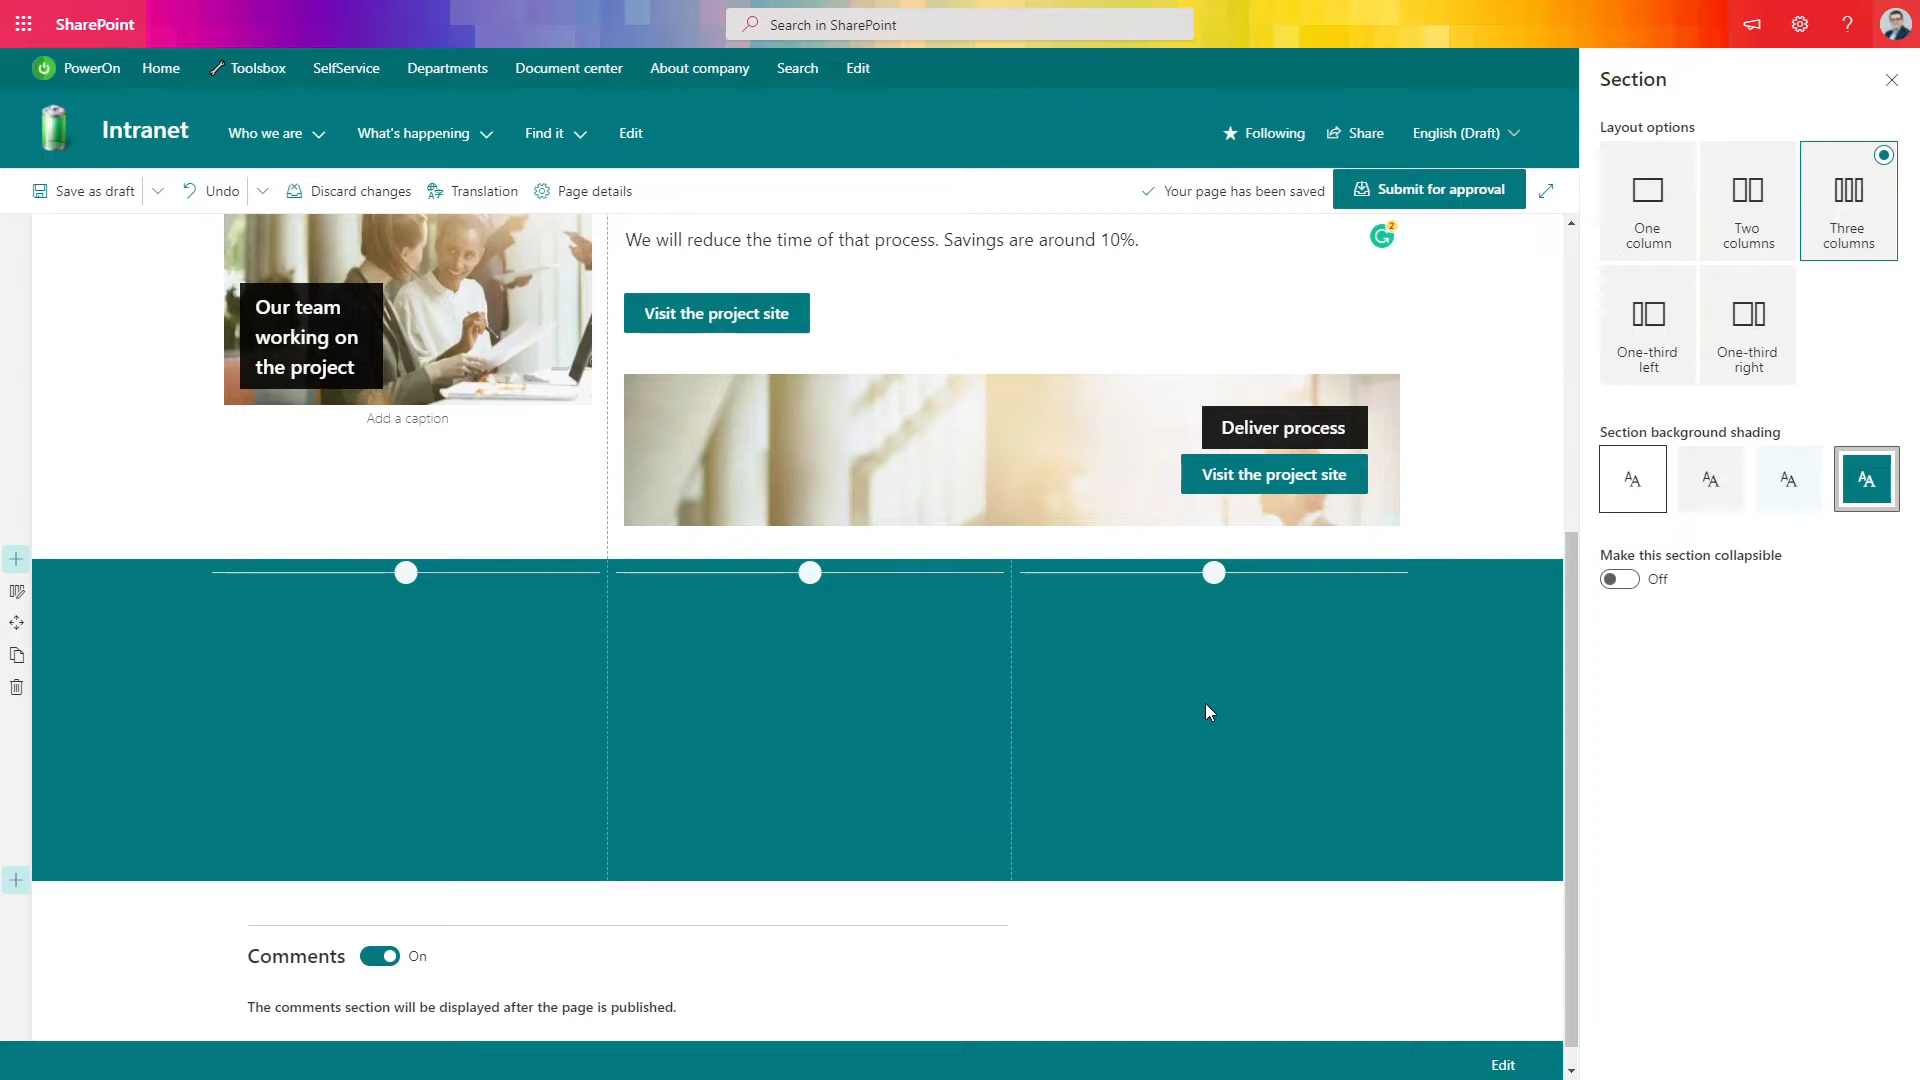 SharePoint
Search in SharePoint
PowerOn Home Toolsbox SelfService Departments Document center About company Search Edit
Intranet Who we are What's happening Find it Edit
Following Share English (Draft)
Save as draft Undo Discard changes Translation Page details
Your page has been saved Submit for approval
We will reduce the time of that process. Savings are around 10%.
2
Visit the project site
Our team
working on
the project
Add a caption
Deliver process
Visit the project site
Comments On
The comments section will be displayed after the page is published.
Edit
Section
Layout options
One
column
Two
columns
Three
columns
One-third
left
One-third
right
Section background shading
AA AA AA AA
Make this section collapsible
Off